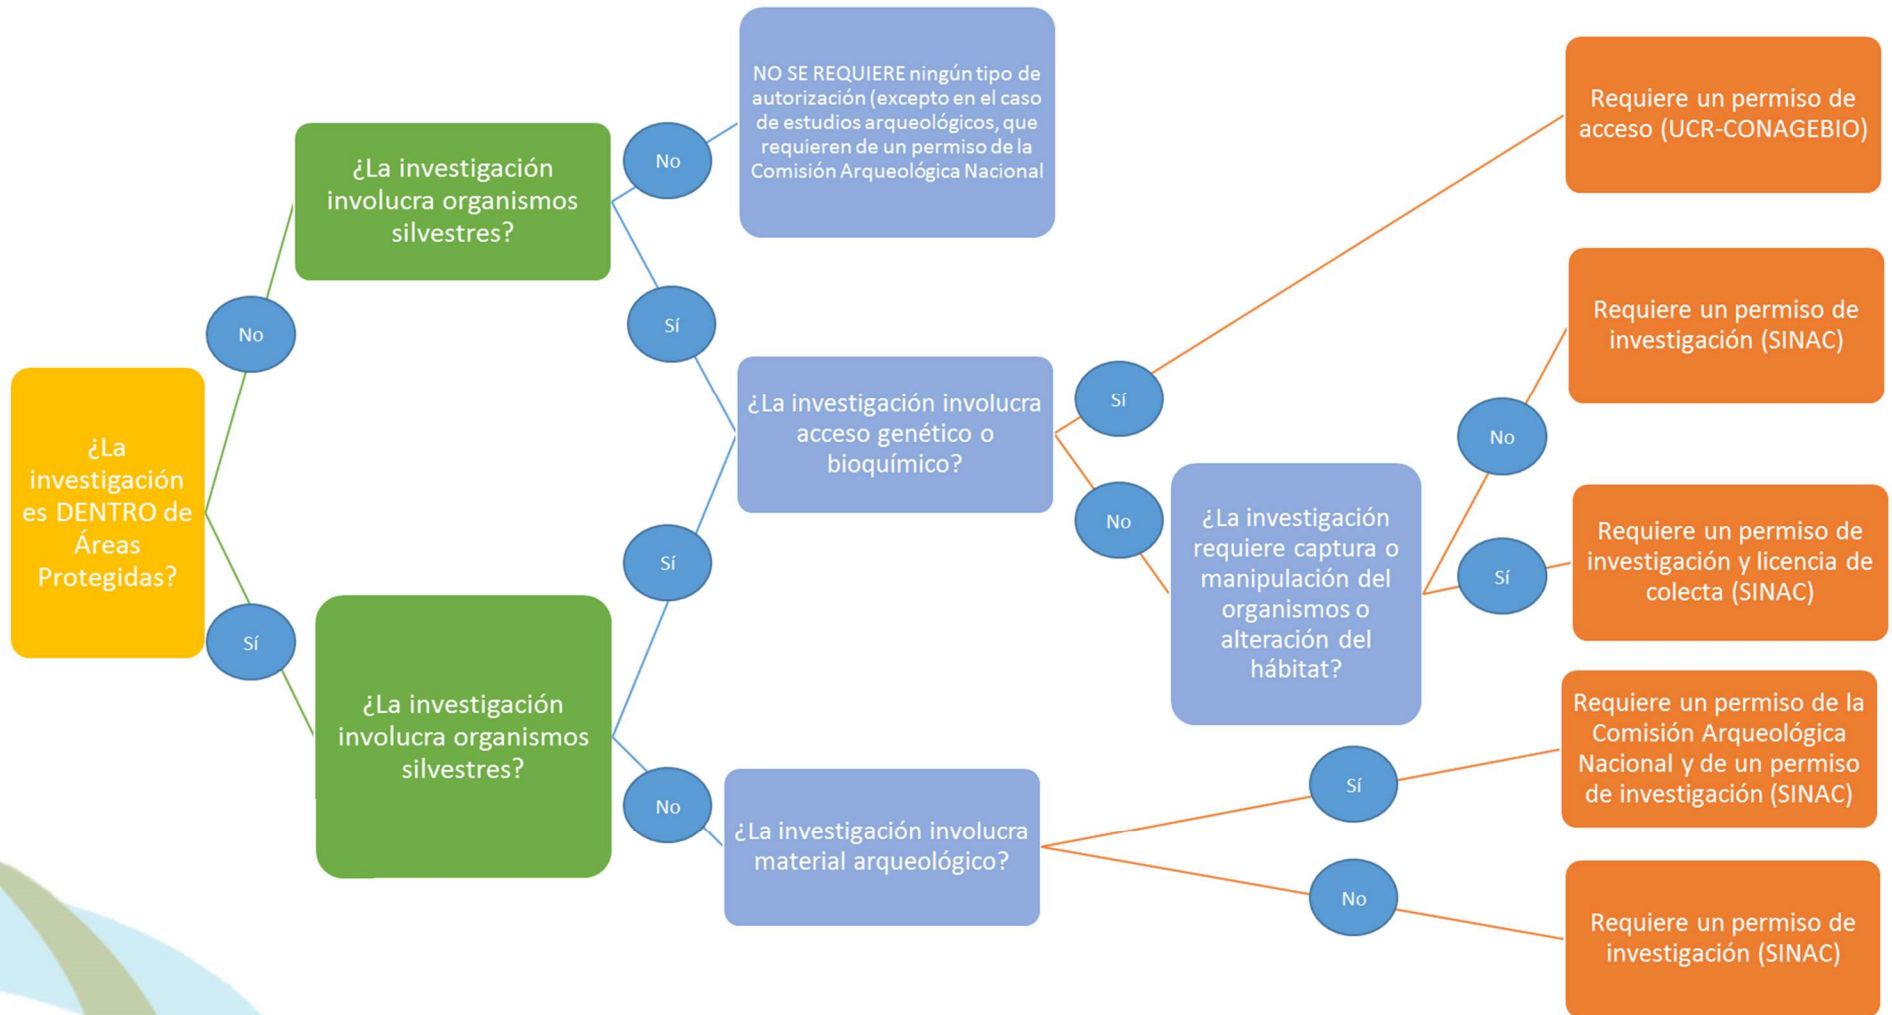 ¿La
investigación
es DENTRO de
Áreas
Protegidas?
No
Sí
¿La investigación
involucra organismos
silvestres?
No
Sí
NO SE REQUIERE ningún tipo de
autorización (excepto en el caso
de estudios arqueológicos, que
requieren de un permiso de la
Comisión Arqueológica Nacional
¿La investigación
involucra organismos
silvestres?
Sí
No
¿La investigación involucra
acceso genético o
bioquímico?
Sí
No
Requiere un permiso de
acceso (UCR-CONAGEBIO)
¿La investigación
requiere captura o
manipulación del
organismos o
alteración del
hábitat?
No
Sí
Requiere un permiso de
investigación (SINAC)
Requiere un permiso de
investigación y licencia de
colecta (SINAC)
¿La investigación involucra
material arqueológico?
Sí
No
Requiere un permiso de la
Comisión Arqueológica
Nacional y de un permiso
de investigación (SINAC)
Requiere un permiso de
investigación (SINAC)